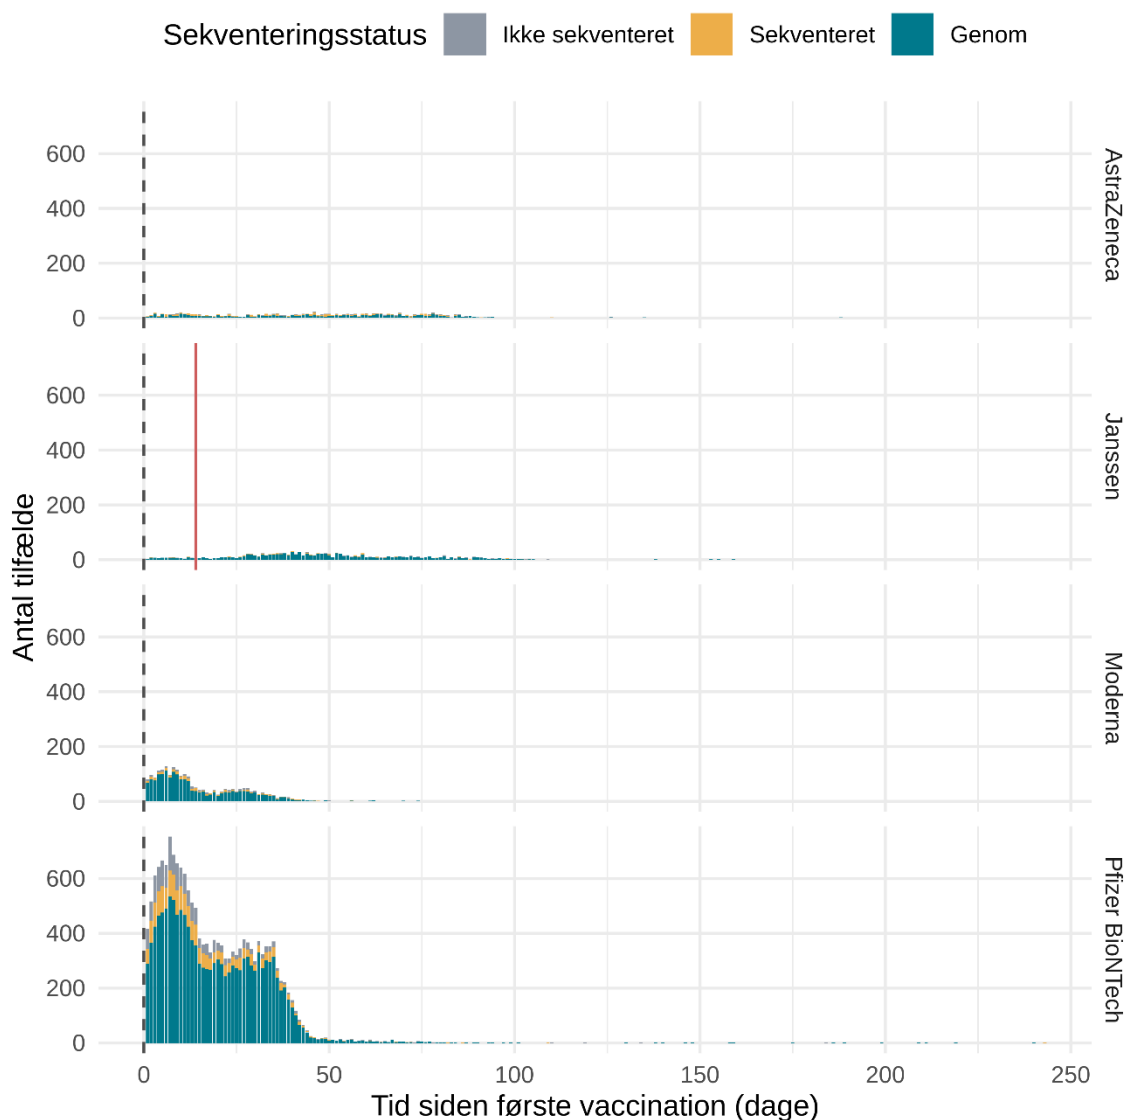 Sekventeringsstatus Ikke sekventeret Sekventeret Genom
600
400
200
0
AstraZeneca
600
400
200
0
Janssen
600
400
200
0
Moderna
600
400
200
0
Pfizer BioNTech
Antal tilfælde
0 50 100 150 200 250
Tid siden første vaccination (dage)